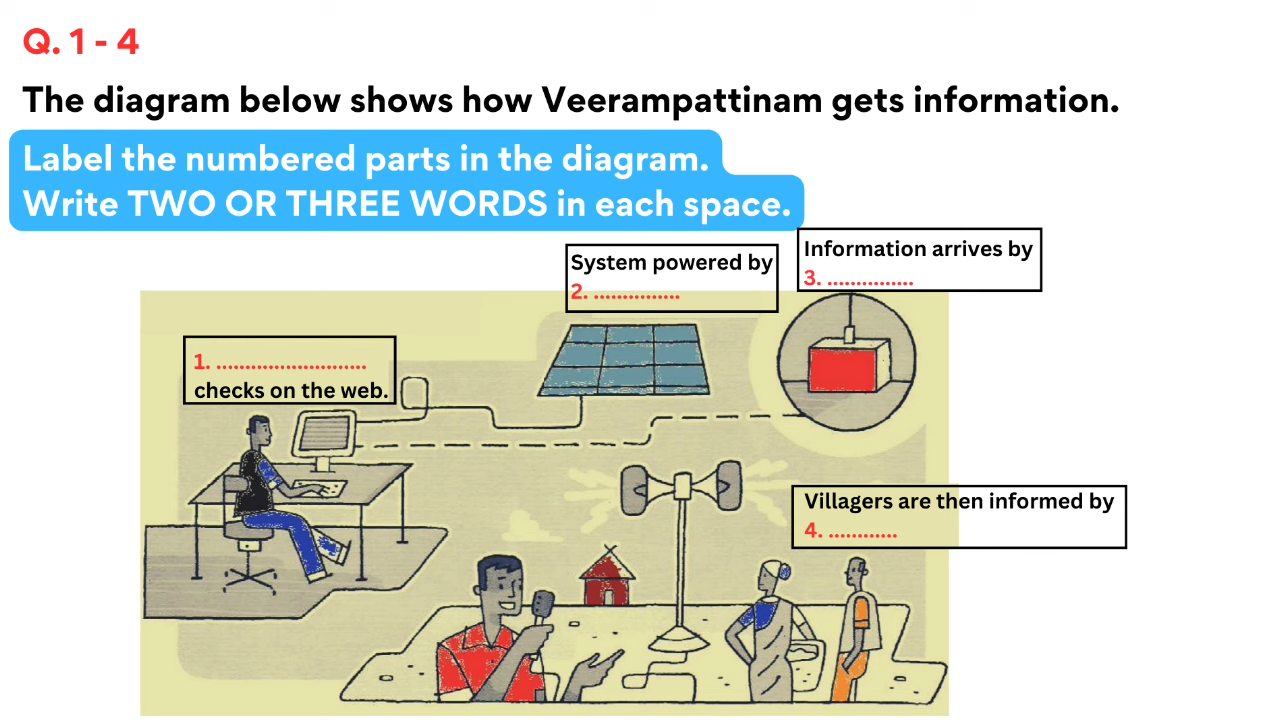 Q. 1 - 4
The diagram below shows how Veerampattinam gets information.
Label the numbered parts in the diagram.
Write TWO OR THREE WORDS in each space.
Information arrives by
3. ...............
System powered by
2. ...............
1. ..........................
checks on the web.
Villagers are then informed by
4. ............